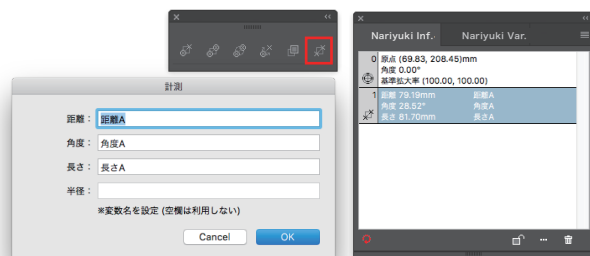 計測
距離： 距離A
角度： 角度A
長さ： 長さA
半径：
※変数名を設定 (空欄は利用しない)
Cancel OK
Nariyuki Inf. Nariyuki Var.
0 原点 (69.83, 208.45)mm
角度 0.00°
基準拡大率 (100.00, 100.00)
1 距離 79.19mm 距離A
角度 26.52° 角度A
長さ 81.70mm 長さA